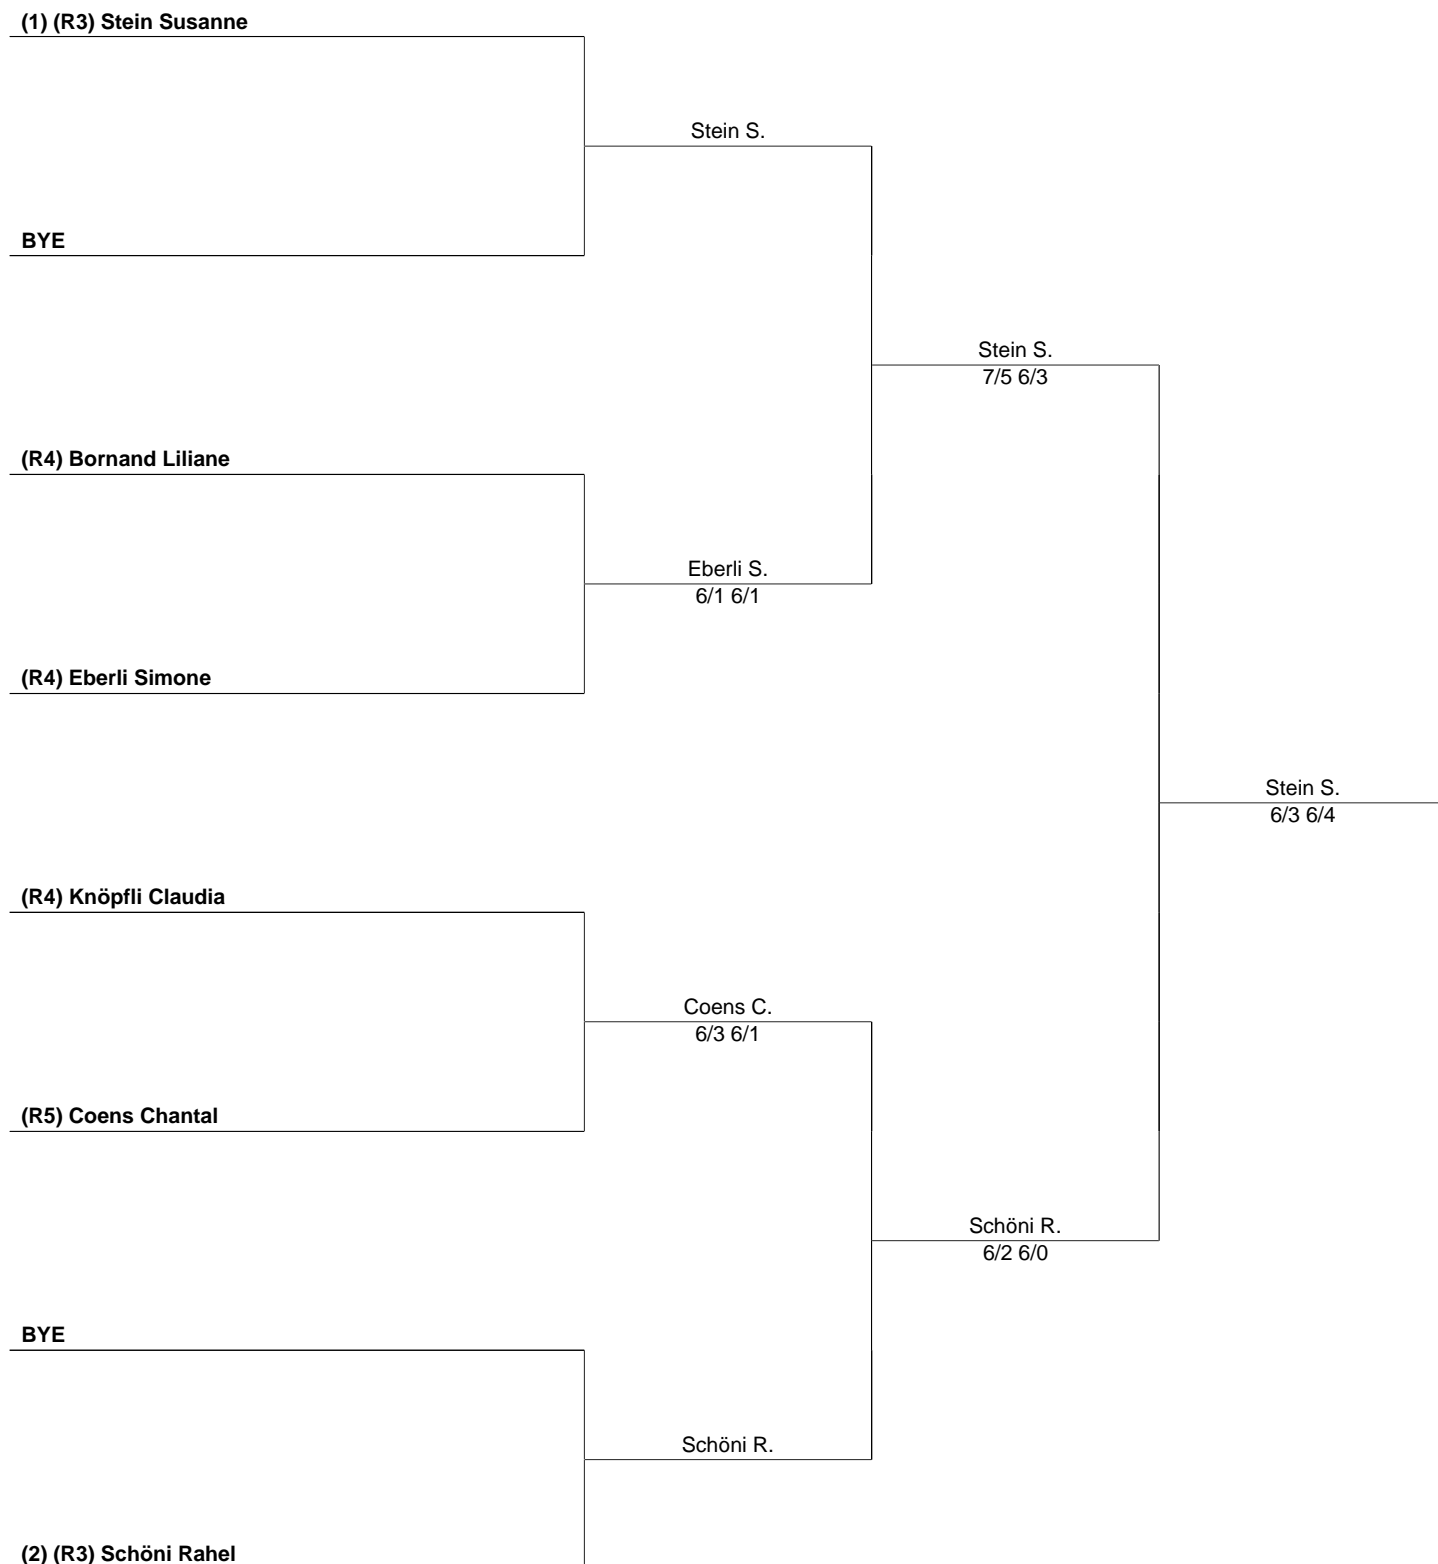 (1) (R3) Stein Susanne
Stein S.
BYE
Stein S.
7/5 6/3
(R4) Bornand Liliane
Eberli S.
6/1 6/1
(R4) Eberli Simone
Stein S.
6/3 6/4
(R4) Knöpfli Claudia
Coens C.
6/3 6/1
(R5) Coens Chantal
Schöni R.
6/2 6/0
BYE
Schöni R.
(2) (R3) Schöni Rahel